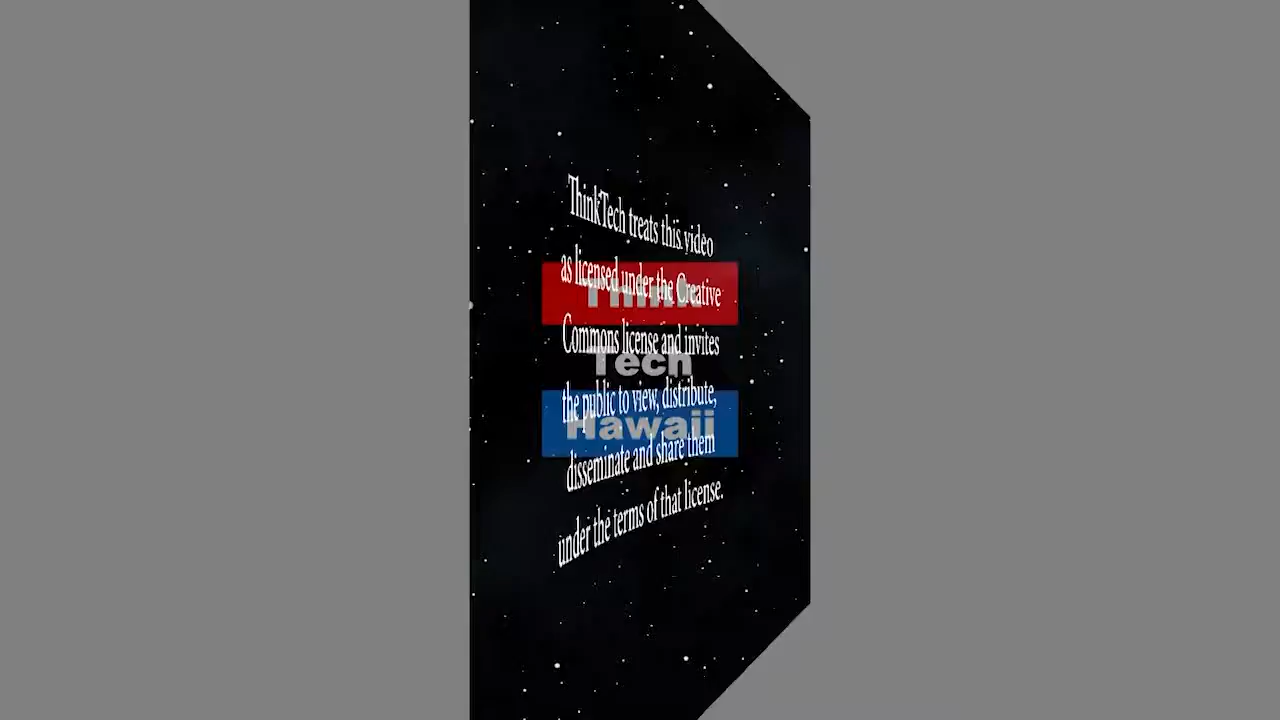 ThinkTech treats this video
as licensed under the Creative
Think
Commons license and invites
Tech
the public to view, distribute,
Hawaii
disseminate and share them
under the terms of that license.